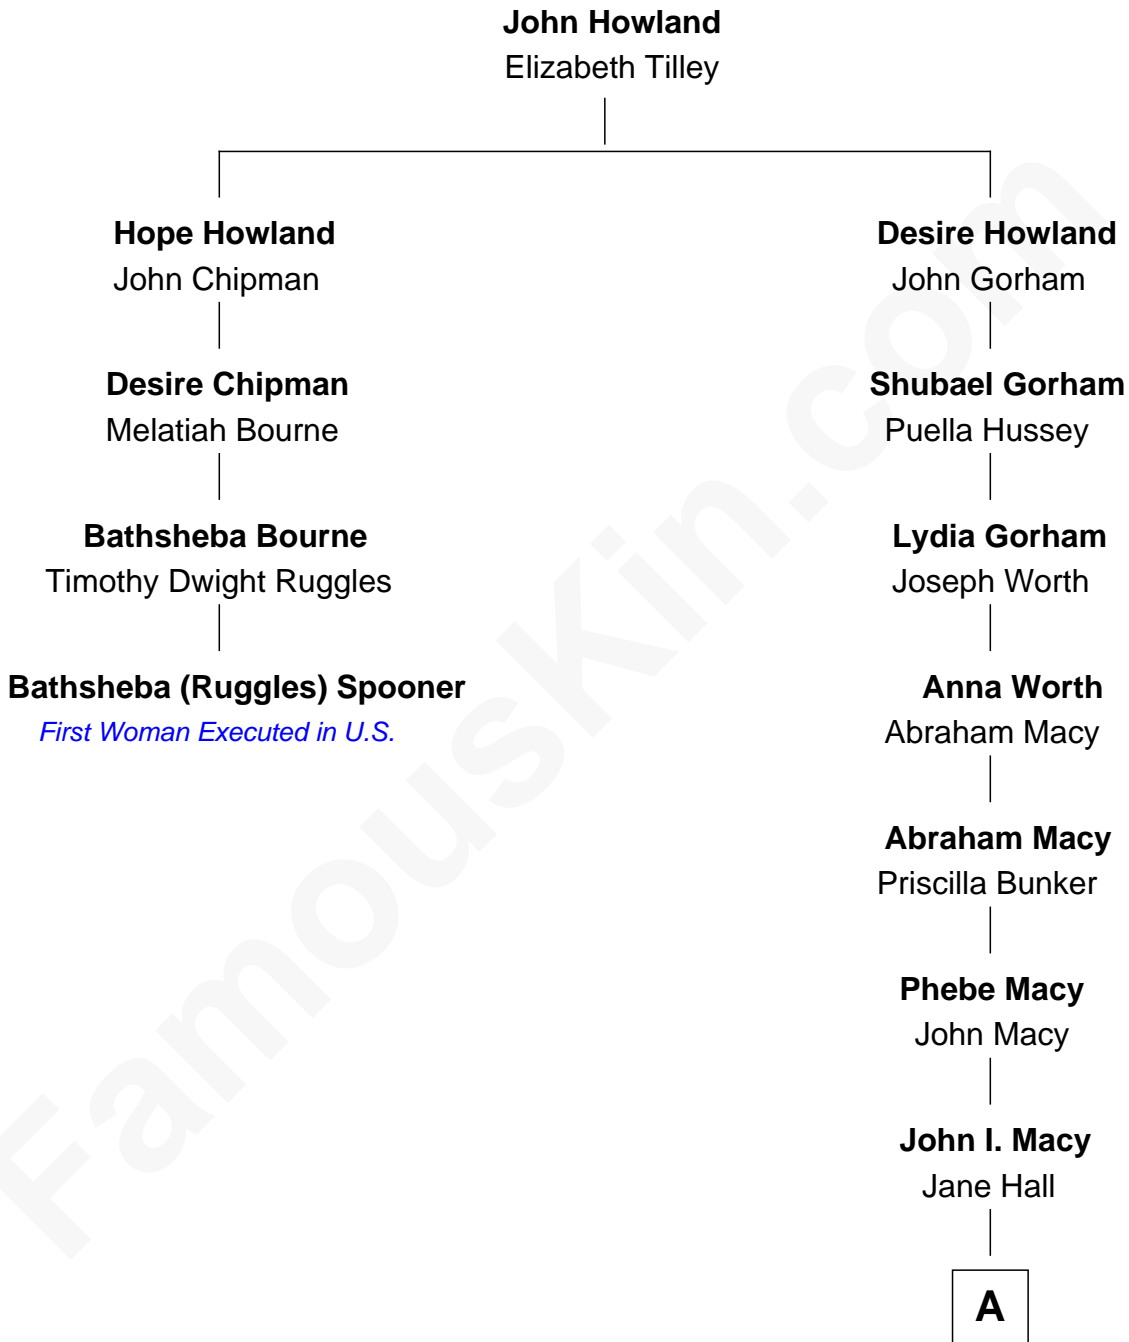 John Howland
Elizabeth Tilley
Hope Howland
John Chipman
Desire Howland
John Gorham
Desire Chipman
Melatiah Bourne
Shubael Gorham
Puella Hussey
Bathsheba Bourne
Timothy Dwight Ruggles
Lydia Gorham
Joseph Worth
Bathsheba (Ruggles) Spooner
First Woman Executed in U.S.
Anna Worth
Abraham Macy
Abraham Macy
Priscilla Bunker
Phebe Macy
John Macy
John I. Macy
Jane Hall
A
FamousKin.com